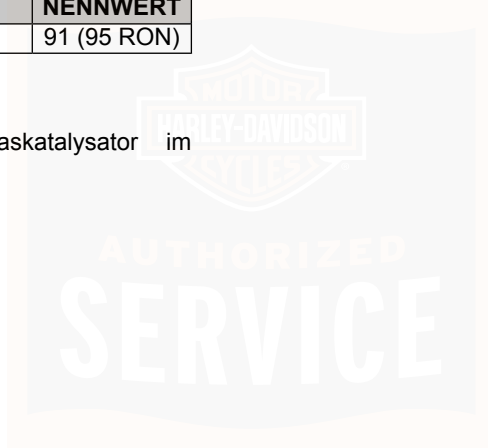 NENNWERT
91 (95 RON)
askatalysator im
MOTOR
HARLEY-DAVIDSON
CYCLES
AUTHORIZED
SERVICE